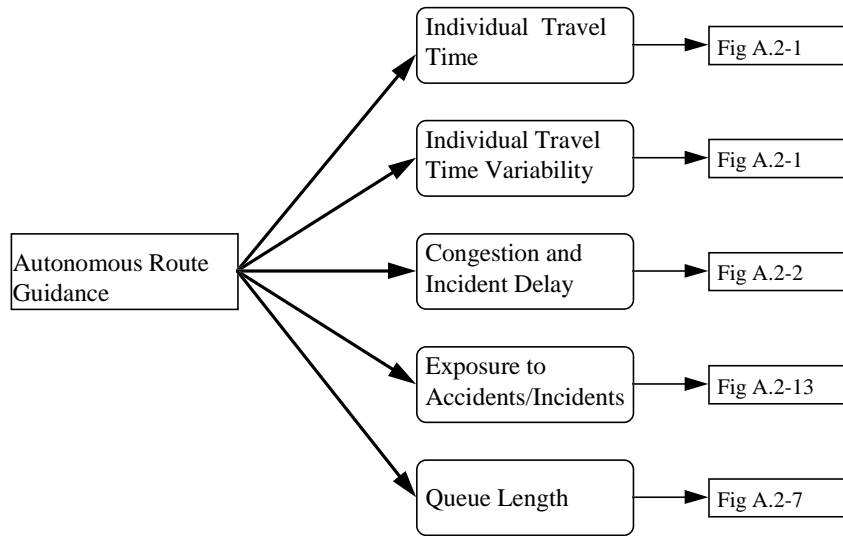 Individual Travel
Time
Fig A.2-1
Individual Travel
Time Variability
Fig A.2-1
Autonomous Route
Guidance
Congestion and
Incident Delay
Fig A.2-2
Exposure to
Accidents/Incidents
Fig A.2-13
Queue Length
Fig A.2-7